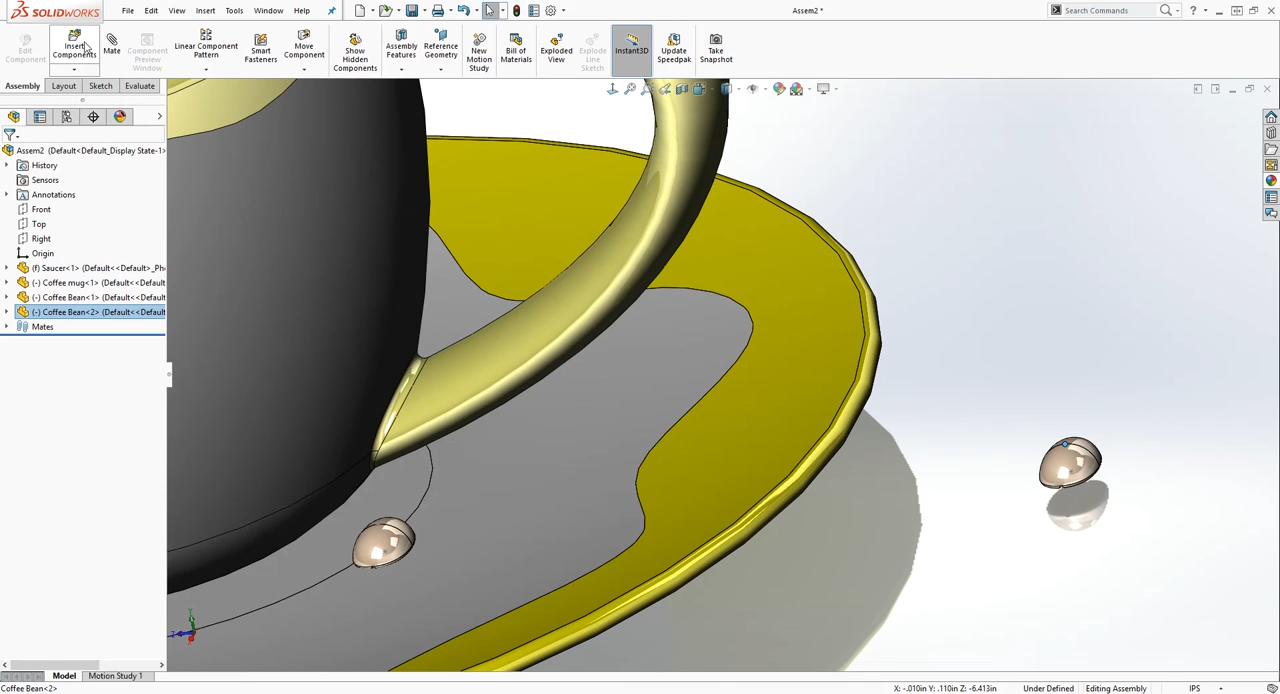 SOLIDWORKS
File Edit View Insert Tools Window Help
Assem2 *
Search Commands
Edit Component
Insert Components
Mate
Component Preview Window
Linear Component Pattern
Smart Fasteners
Move Component
Show Hidden Components
Assembly Features
Reference Geometry
New Motion Study
Bill of Materials
Exploded View
Explode Line Sketch
Instant3D
Update Speedpak
Take Snapshot
Assembly Layout Sketch Evaluate
Assem2 (Default<Default_Display State-1>
History
Sensors
Annotations
Front
Top
Right
Origin
(f) Saucer<1> (Default<<Default>_Pho
(-) Coffee mug<1> (Default<<Default
(-) Coffee Bean<1> (Default<<Default
(-) Coffee Bean<2> (Default<<Default
Mates
Y
Z
X
Model Motion Study 1
Coffee Bean<2>
X: -.010in Y: .110in Z: -6.413in Under Defined Editing Assembly IPS